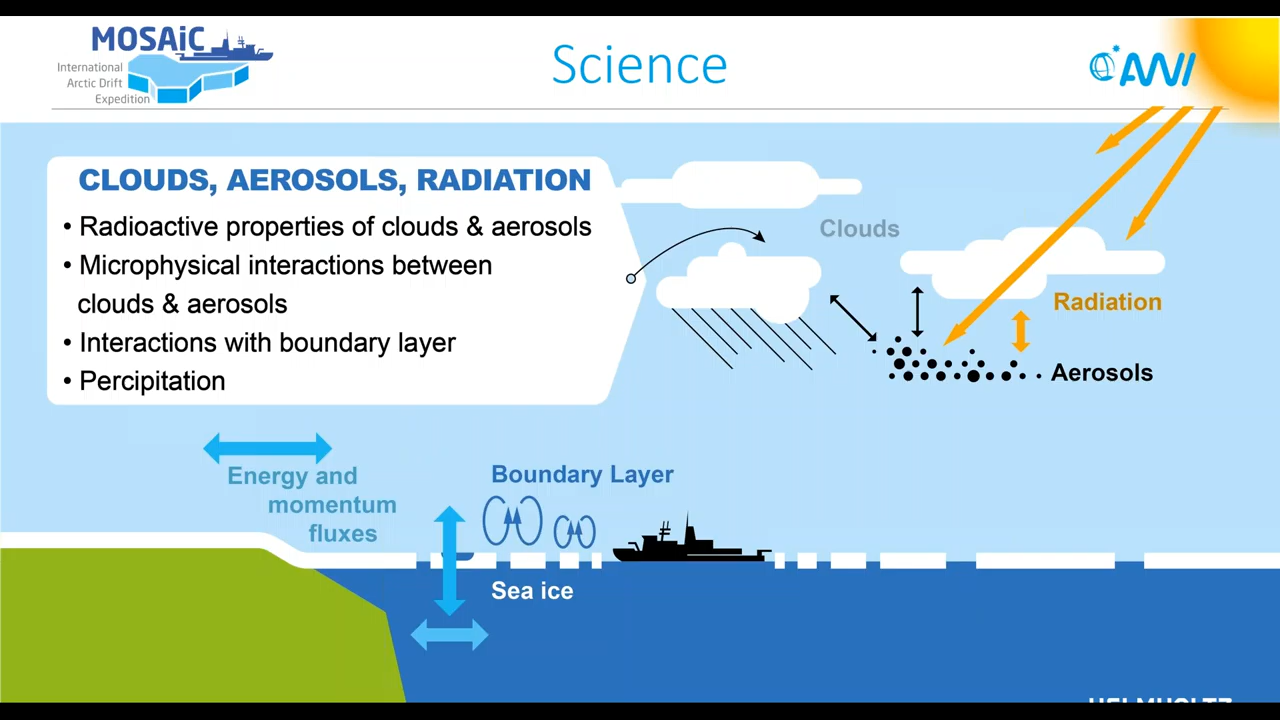 MOSAiC
International
Arctic Drift
Expedition
Science
AWI
CLOUDS, AEROSOLS, RADIATION
• Radioactive properties of clouds & aerosols
• Microphysical interactions between
clouds & aerosols
• Interactions with boundary layer
• Percipitation
Clouds
Radiation
Aerosols
Energy and
momentum
fluxes
Boundary Layer
Sea ice
HELMHOLTZ